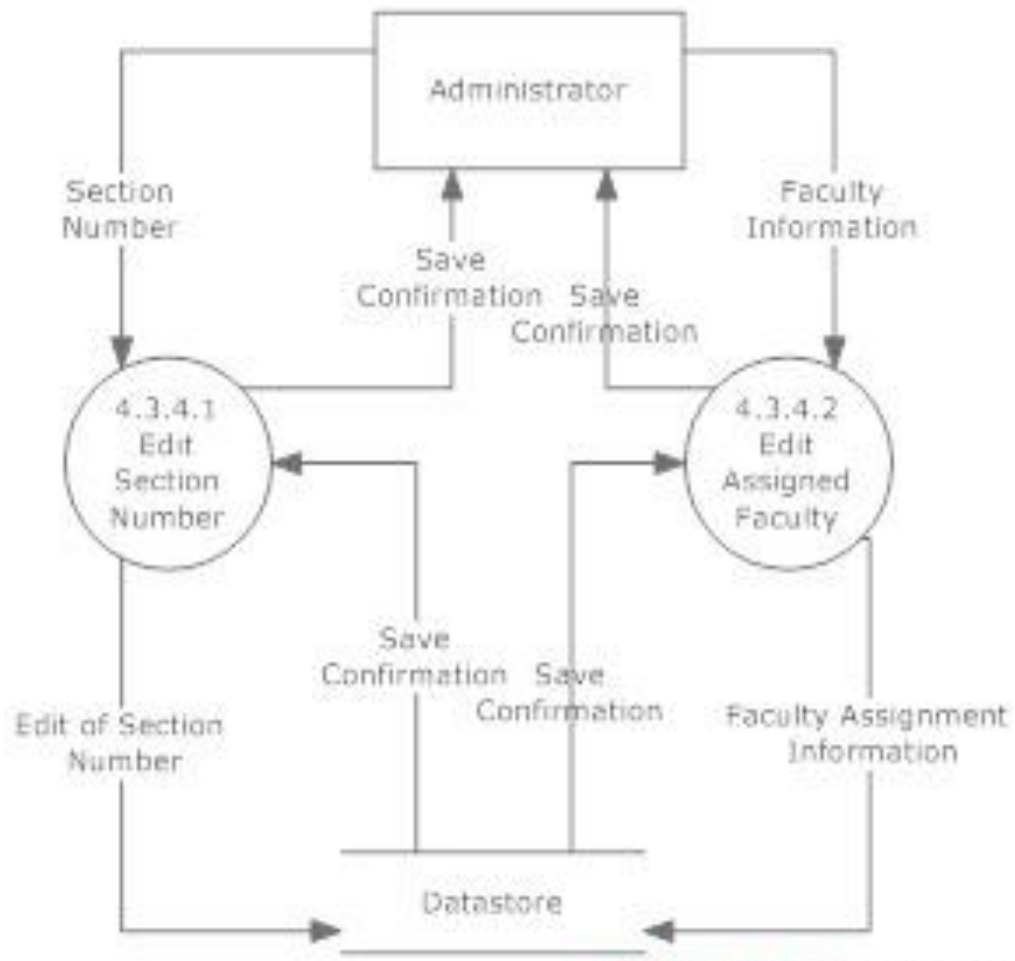 Administrator
Section
Number
Faculty
Information
Save
Confirmation
Save
Confirmation
4.3.4.1
Edit
Section
Number
4.3.4.2
Edit
Assigned
Faculty
Save
Confirmation
Save
Confirmation
Edit of Section
Number
Faculty Assignment
Information
Datastore